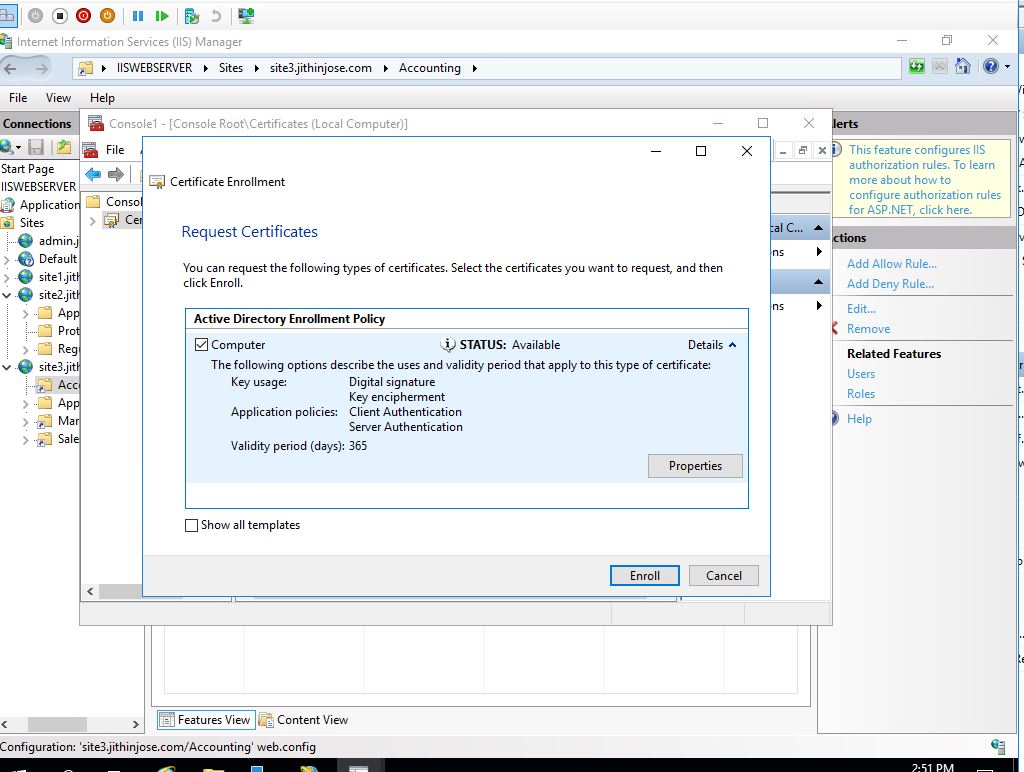 Internet Information Services (IIS) Manager
IISWEBSERVER Sites site3.jithinjose.com Accounting
File View Help
Connections
Console1 - [Console Root\Certificates (Local Computer)]
Alerts
File
This feature configures IIS
authorization rules. To learn
more about how to
configure authorization rules
for ASP.NET, click here.
Start Page
IISWEBSERVER
Application
Sites
admin.j
Default
site1.jith
site2.jith
App
Prot
Reg
site3.jith
Acc
App
Mar
Sale
Consol
Cer
Certificate Enrollment
Request Certificates
You can request the following types of certificates. Select the certificates you want to request, and then
click Enroll.
Active Directory Enrollment Policy
Computer STATUS: Available Details
The following options describe the uses and validity period that apply to this type of certificate:
Key usage: Digital signature
Key encipherment
Application policies: Client Authentication
Server Authentication
Validity period (days): 365
Properties
Show all templates
Enroll Cancel
cal C...
ons
ons
ctions
Add Allow Rule...
Add Deny Rule...
Edit...
Remove
Related Features
Users
Roles
Help
Features View Content View
Configuration: 'site3.jithinjose.com/Accounting' web.config
2:51 PM